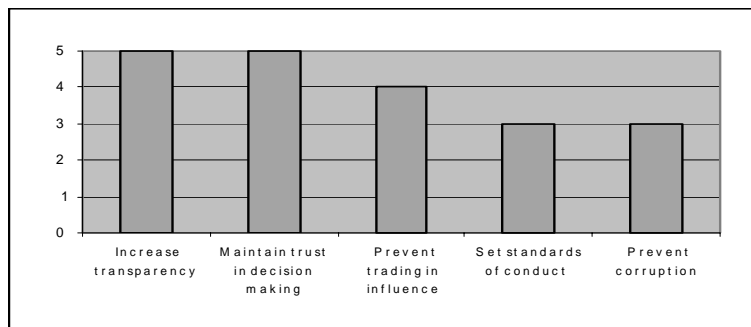 5
4
3
2
1
0
Increase transparency
Maintain trust in decision making
Prevent trading in influence
Set standards of conduct
Prevent corruption